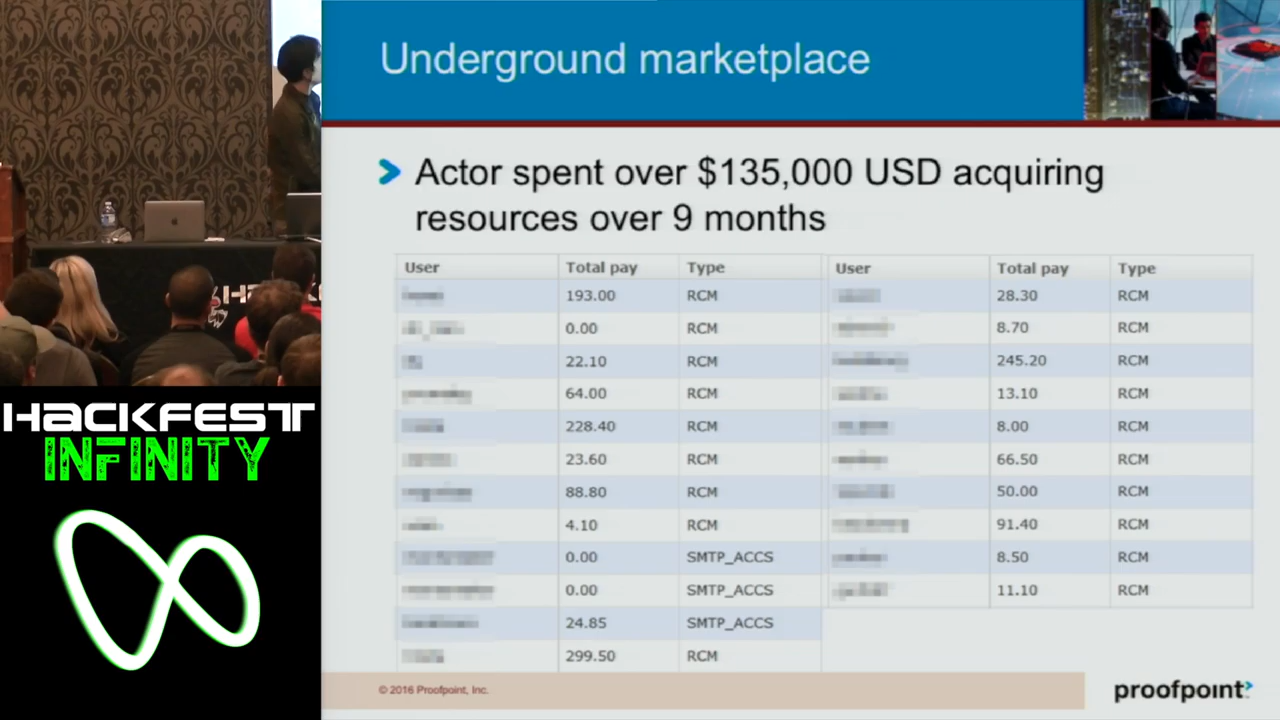 Underground marketplace
Actor spent over $135,000 USD acquiring
resources over 9 months
User Total pay Type
193.00 RCM
0.00 RCM
22.10 RCM
64.00 RCM
228.40 RCM
23.60 RCM
88.80 RCM
4.10 RCM
0.00 SMTP_ACCS
0.00 SMTP_ACCS
24.85 SMTP_ACCS
299.50 RCM
User Total pay Type
28.30 RCM
8.70 RCM
245.20 RCM
13.10 RCM
8.00 RCM
66.50 RCM
50.00 RCM
91.40 RCM
8.50 RCM
11.10 RCM
© 2016 Proofpoint, Inc.
proofpoint
HACKFEST
INFINITY